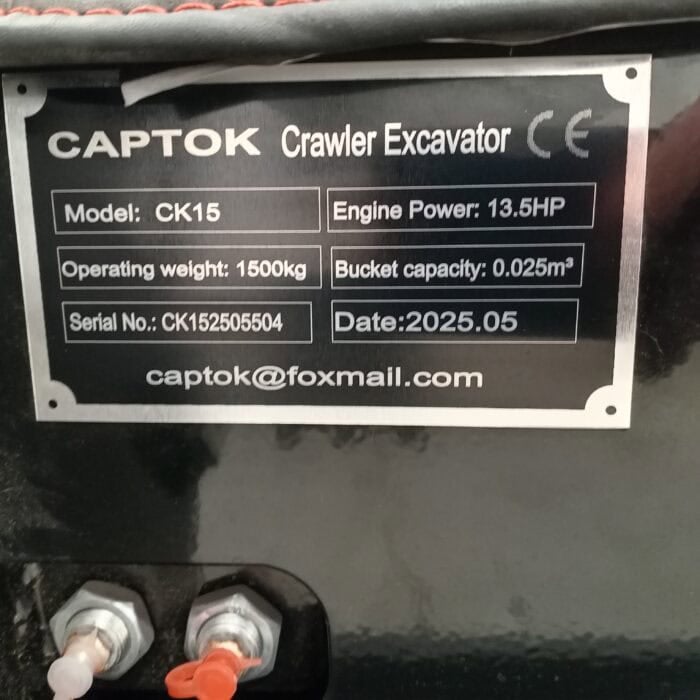 CAPTOK Crawler Excavator CE
Model: CK15
Engine Power: 13.5HP
Operating weight: 1500kg
Bucket capacity: 0.025m³
Serial No.: CK152505504
Date:2025.05
captok@foxmail.com